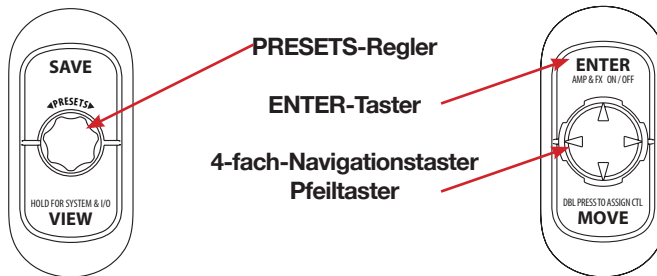 SAVE
◀PRESETS▶
HOLD FOR SYSTEM & I/O
VIEW
PRESETS-Regler
ENTER-Taster
4-fach-Navigationstaster
Pfeiltaster
ENTER
AMP & FX ON / OFF
DBL PRESS TO ASSIGN CTL
MOVE